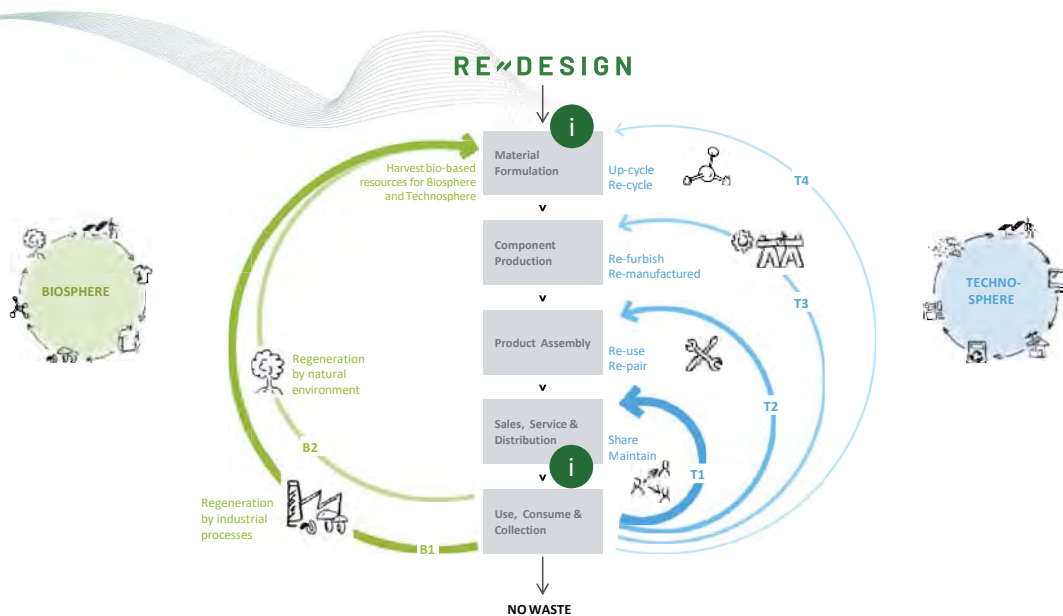 RE//DESIGN
i
Material
Formulation
Harvest bio-based
resources for Biosphere
and Technosphere
Up-cycle
Re-cycle
T4
Component
Production
Re-furbish
Re-manufactured
T3
BIOSPHERE
TECHNO-
SPHERE
Product Assembly
Re-use
Re-pair
Regeneration
by natural
environment
T2
Sales, Service &
Distribution
Share
Maintain
B2
T1
i
Regeneration
by industrial
processes
Use, Consume &
Collection
B1
NO WASTE